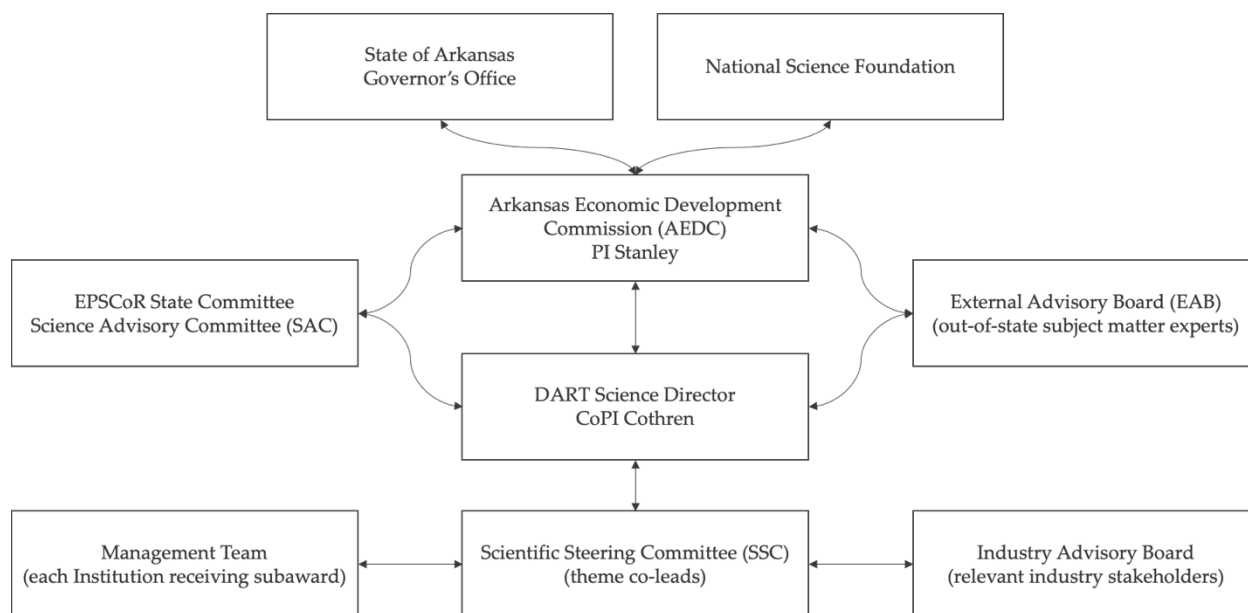 State of Arkansas
Governor's Office
National Science Foundation
Arkansas Economic Development
Commission (AEDC)
PI Stanley
EPSCoR State Committee
Science Advisory Committee (SAC)
External Advisory Board (EAB)
(out-of-state subject matter experts)
DART Science Director
CoPI Cothren
Management Team
(each Institution receiving subaward)
Scientific Steering Committee (SSC)
(theme co-leads)
Industry Advisory Board
(relevant industry stakeholders)